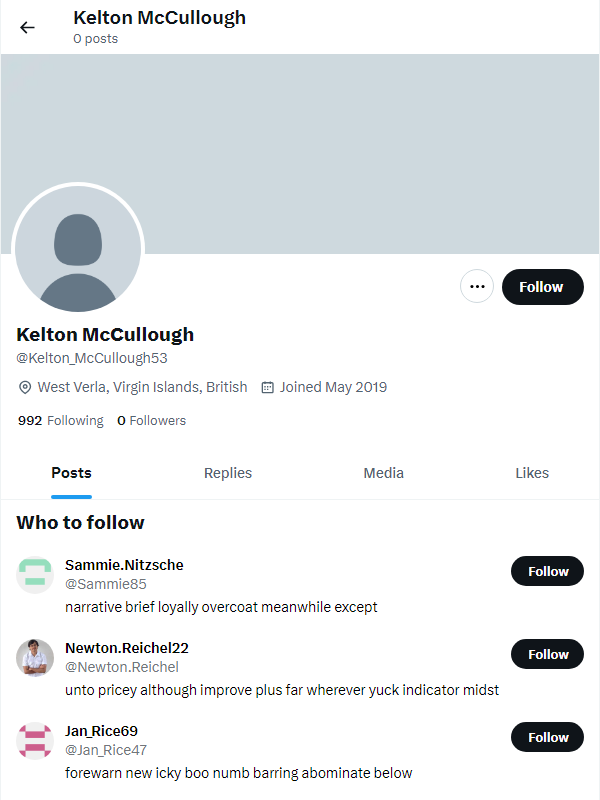 Kelton McCullough
0 posts
Follow
Kelton McCullough
@Kelton_McCullough53
West Verla, Virgin Islands, British Joined May 2019
992 Following 0 Followers
Posts Replies Media Likes
Who to follow
Sammie.Nitzsche
@Sammie85
Follow
narrative brief loyally overcoat meanwhile except
Newton.Reichel22
@Newton.Reichel
Follow
unto pricey although improve plus far wherever yuck indicator midst
Jan_Rice69
@Jan_Rice47
Follow
forewarn new icky boo numb barring abominate below